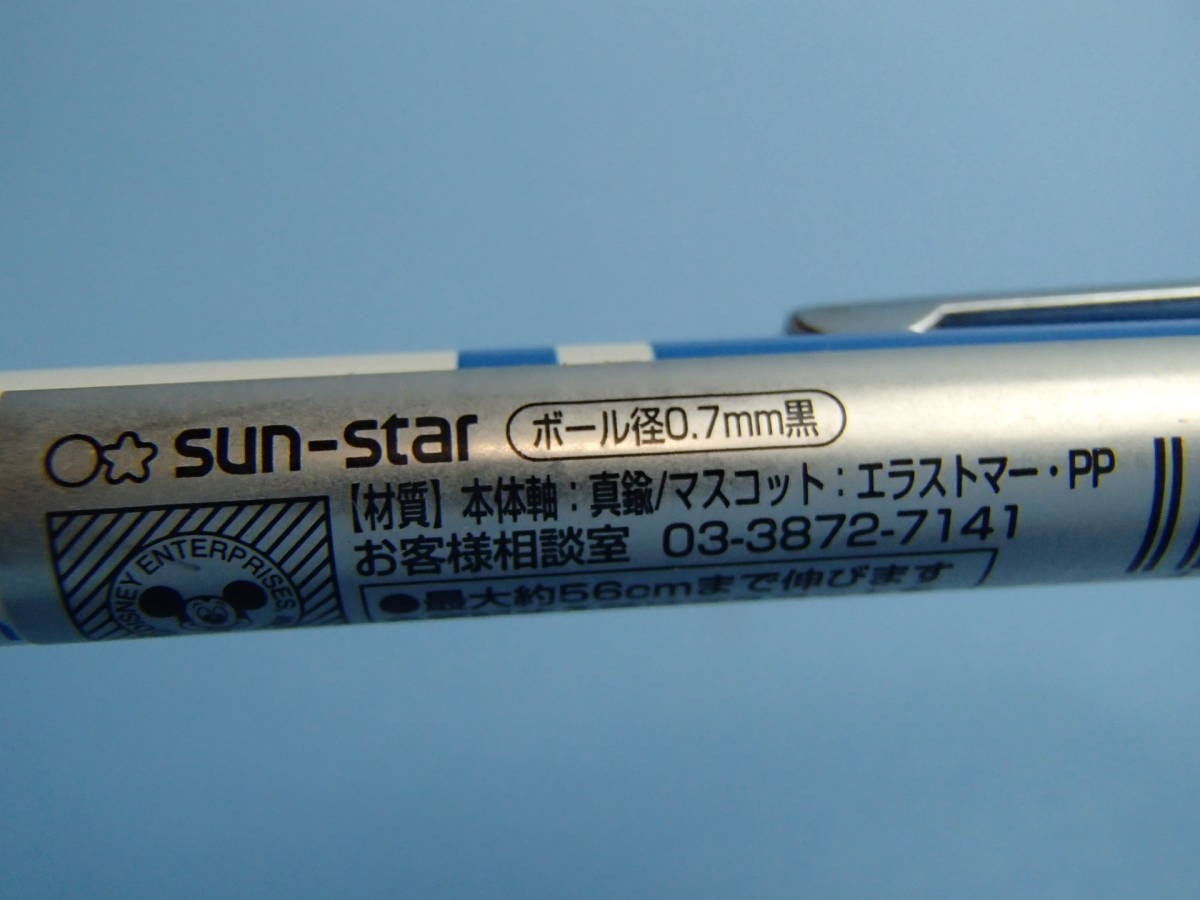 sun-star ボール径0.7mm黒
【材質】本体軸:真鍮/マスコット:エラストマー・PP
お客様相談室 03-3872-7141
●最大約56cmまで伸びます
DISNEY ENTERPRISES,